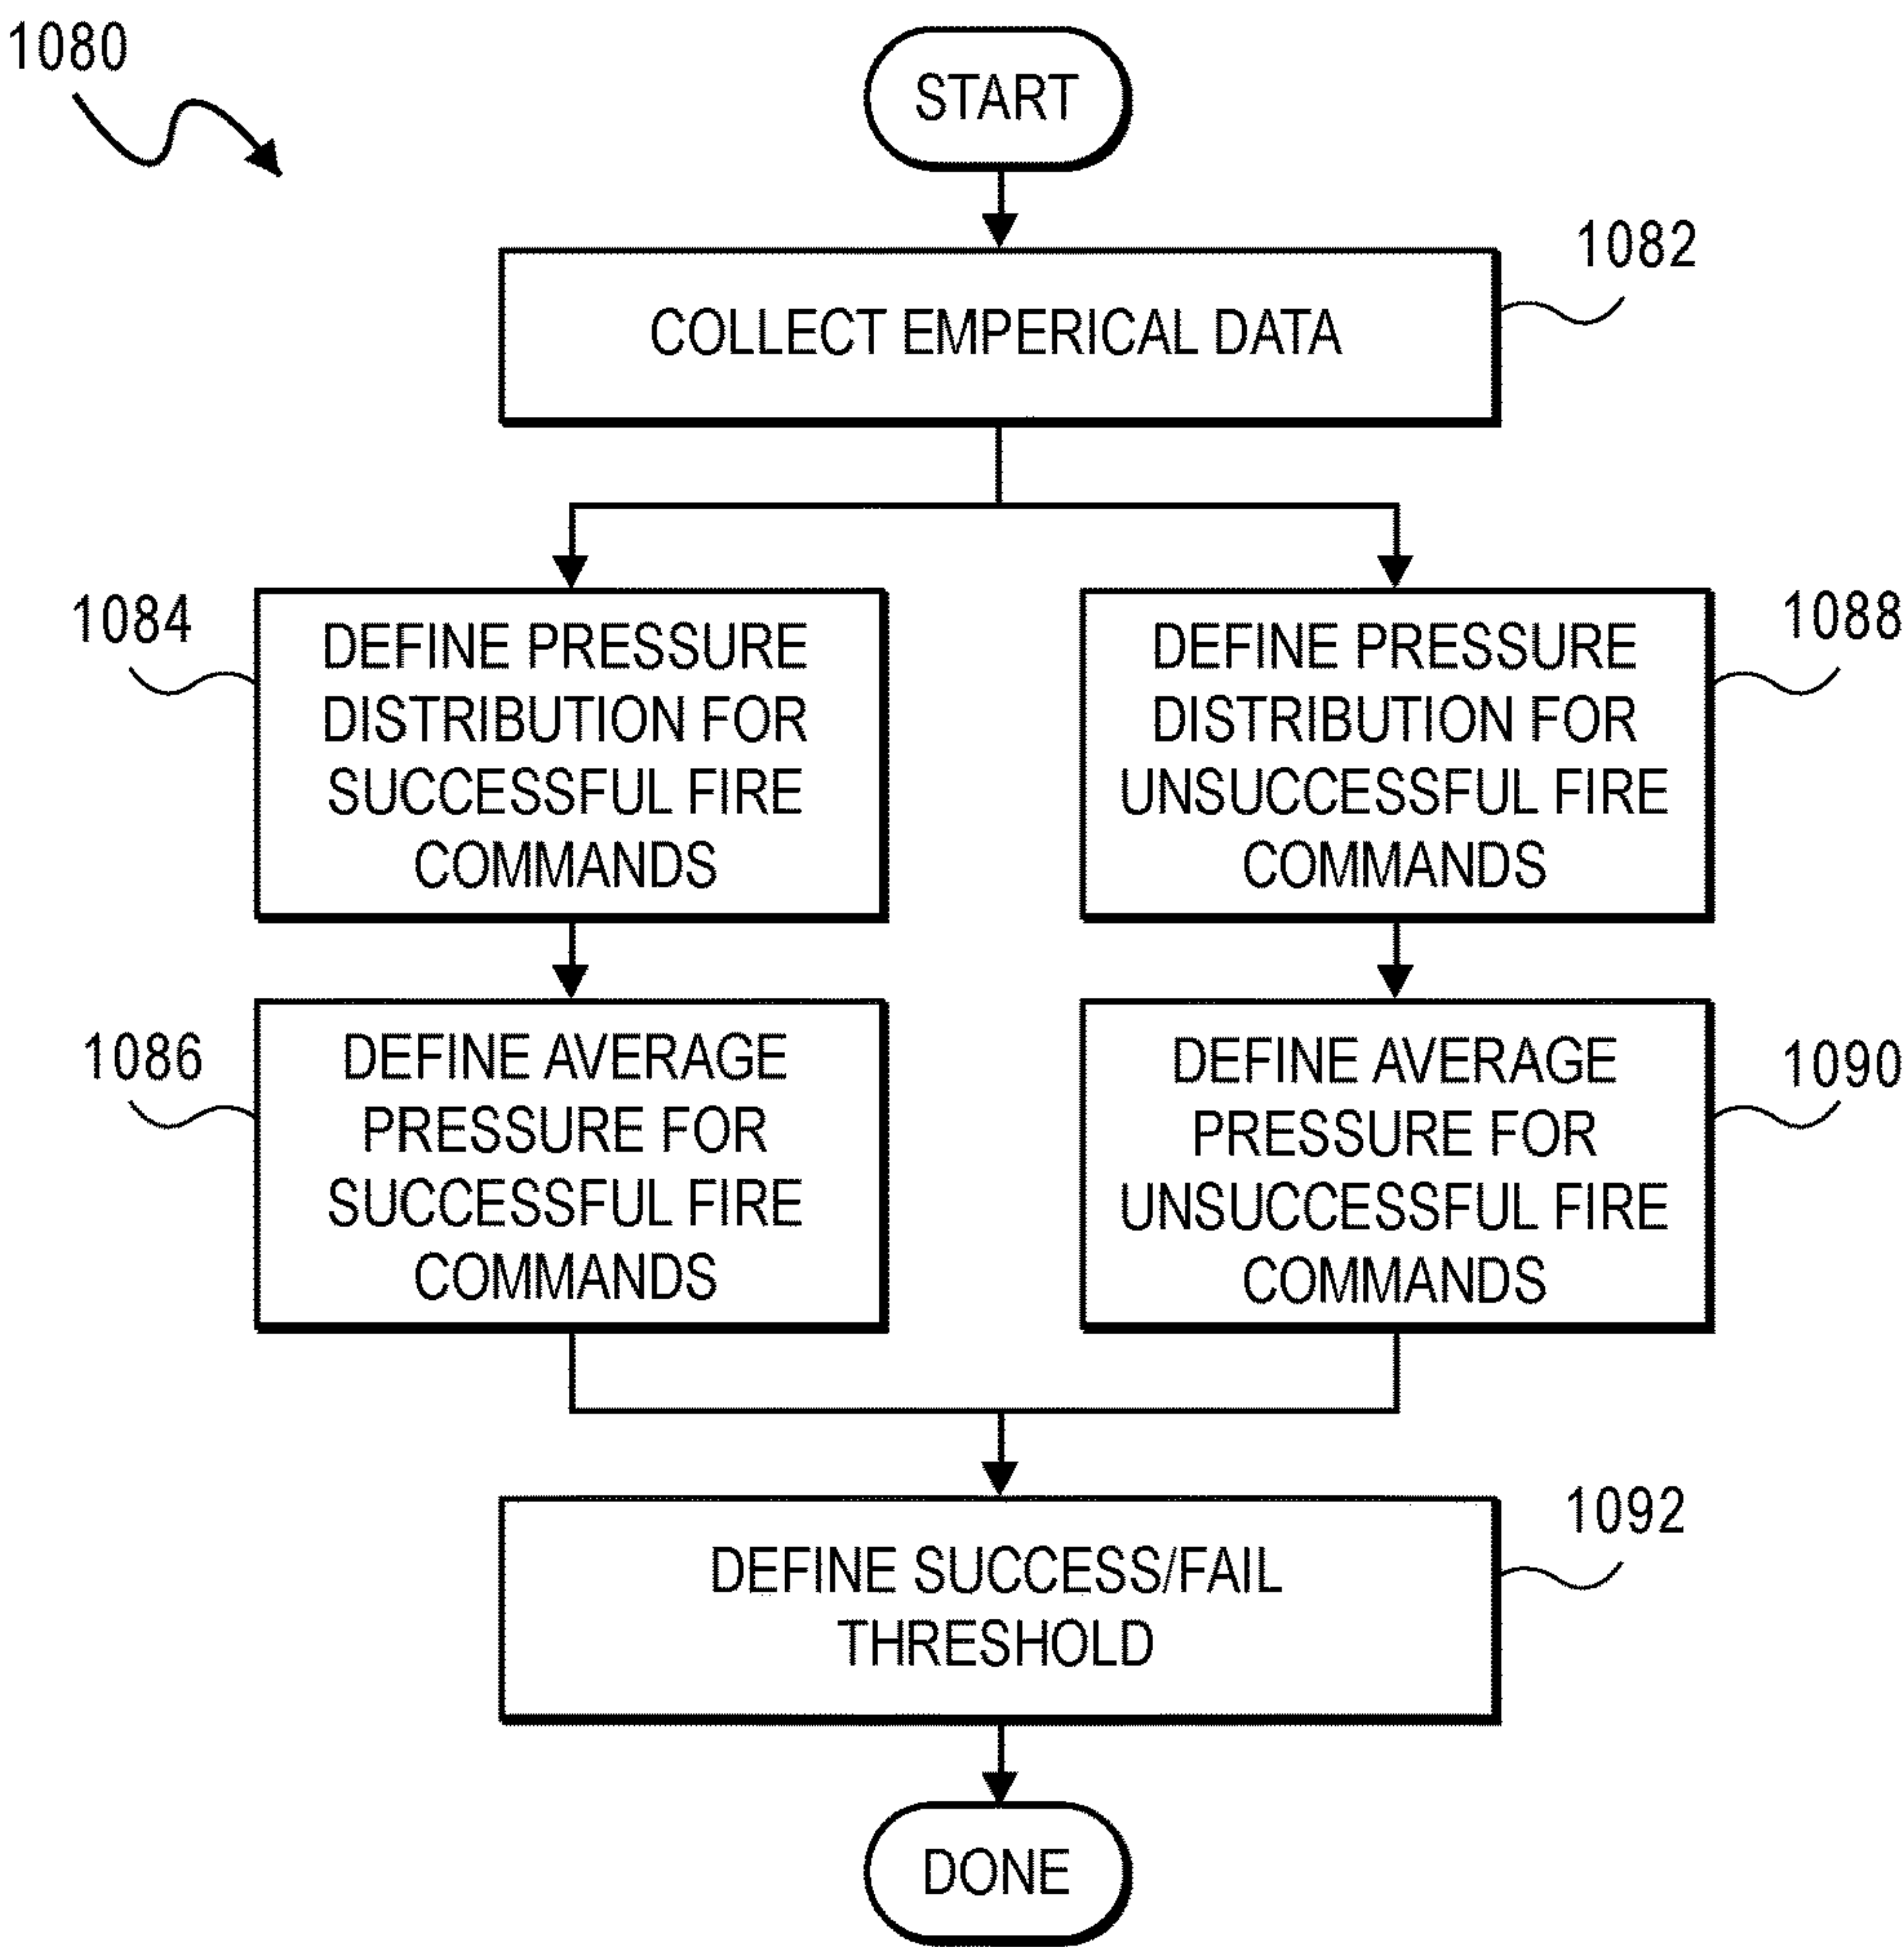 1080
START
1082
COLLECT EMPERICAL DATA
1084
DEFINE PRESSURE
DISTRIBUTION FOR
SUCCESSFUL FIRE
COMMANDS
1088
DEFINE PRESSURE
DISTRIBUTION FOR
UNSUCCESSFUL FIRE
COMMANDS
1086
DEFINE AVERAGE
PRESSURE FOR
SUCCESSFUL FIRE
COMMANDS
1090
DEFINE AVERAGE
PRESSURE FOR
UNSUCCESSFUL FIRE
COMMANDS
1092
DEFINE SUCCESS/FAIL
THRESHOLD
DONE